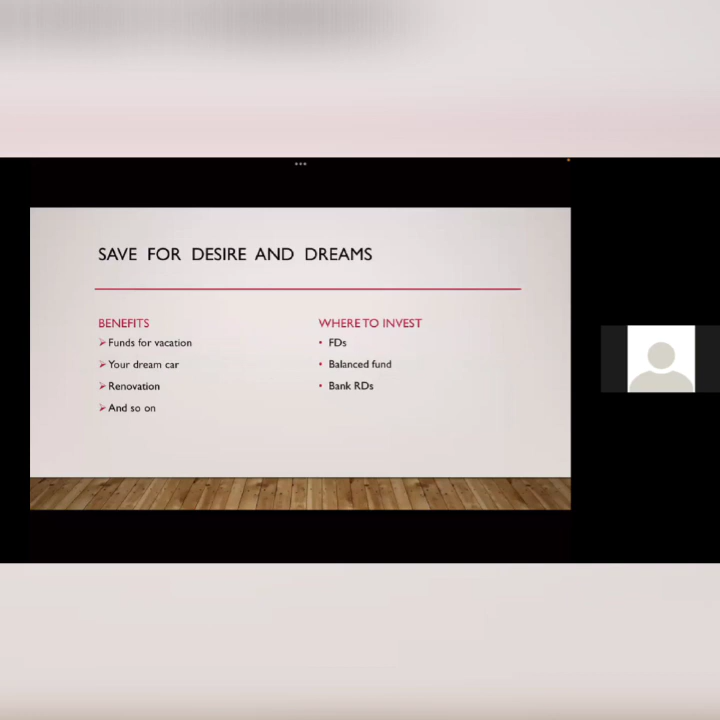 SAVE FOR DESIRE AND DREAMS
BENEFITS
Funds for vacation
Your dream car
Renovation
And so on
WHERE TO INVEST
FDs
Balanced fund
Bank RDs